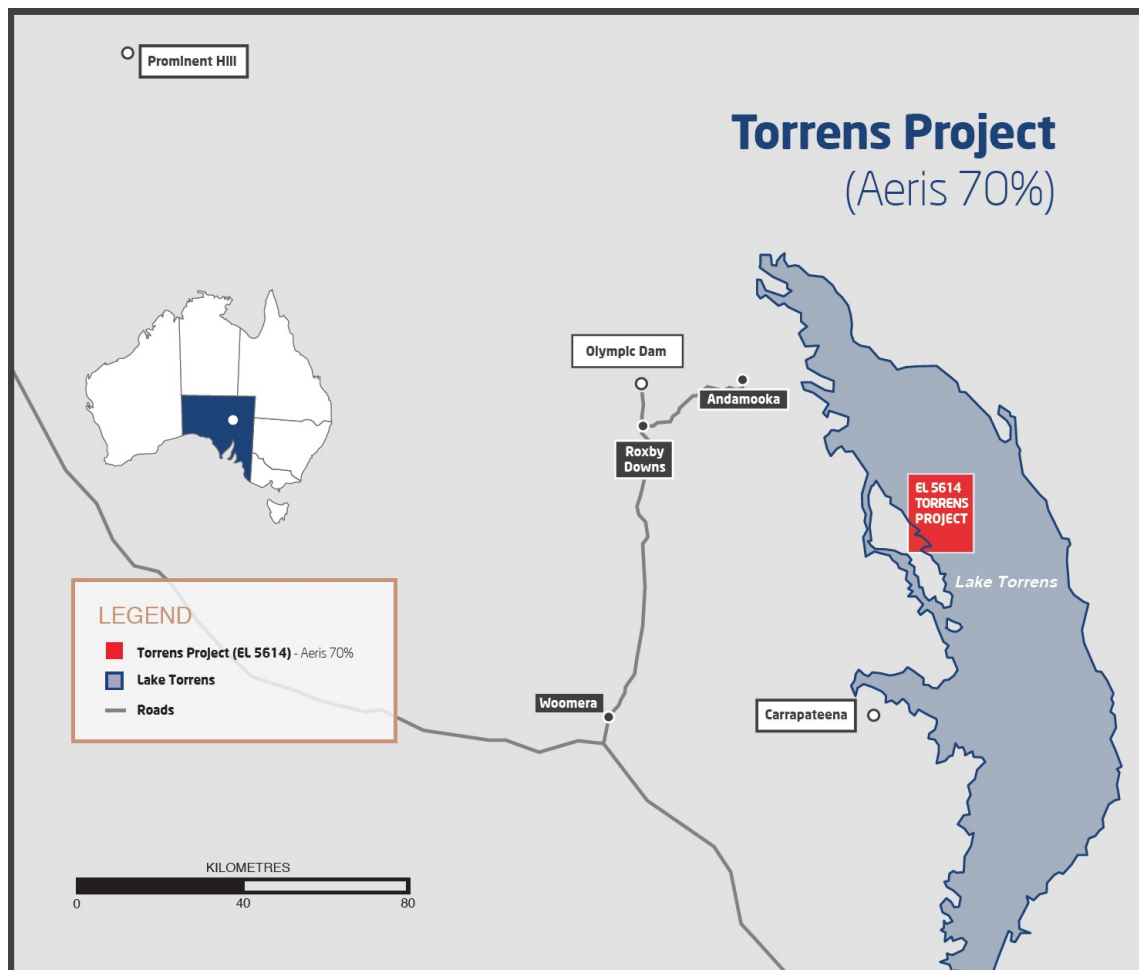 Prominent Hill
Torrens Project
(Aeris 70%)
Olympic Dam
Andamooka
Roxby
Downs
EL 5614
TORRENS
PROJECT
Lake Torrens
LEGEND
Torrens Project (EL 5614) - Aeris 70%
Lake Torrens
Roads
Woomera
Carrapateena
KILOMETRES
0 40 80